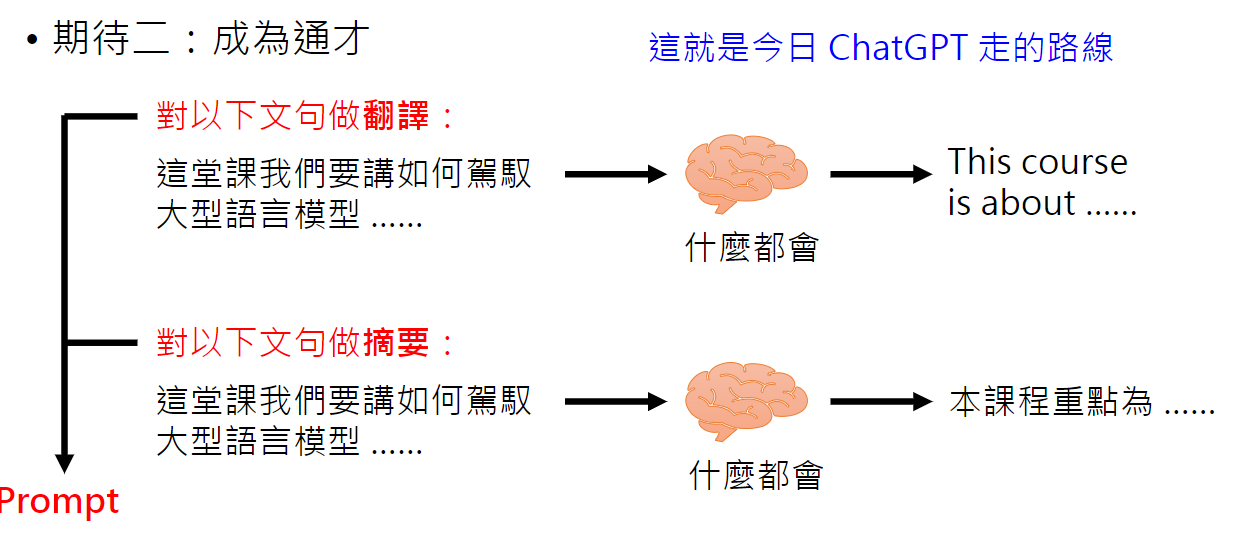 • 期待二：成為通才
這就是今日 ChatGPT 走的路線
對以下文句做翻譯：
這堂課我們要講如何駕馭
大型語言模型 ......
什麼都會
This course
is about ......
對以下文句做摘要：
這堂課我們要講如何駕馭
大型語言模型 ......
什麼都會
本課程重點為 ......
Prompt